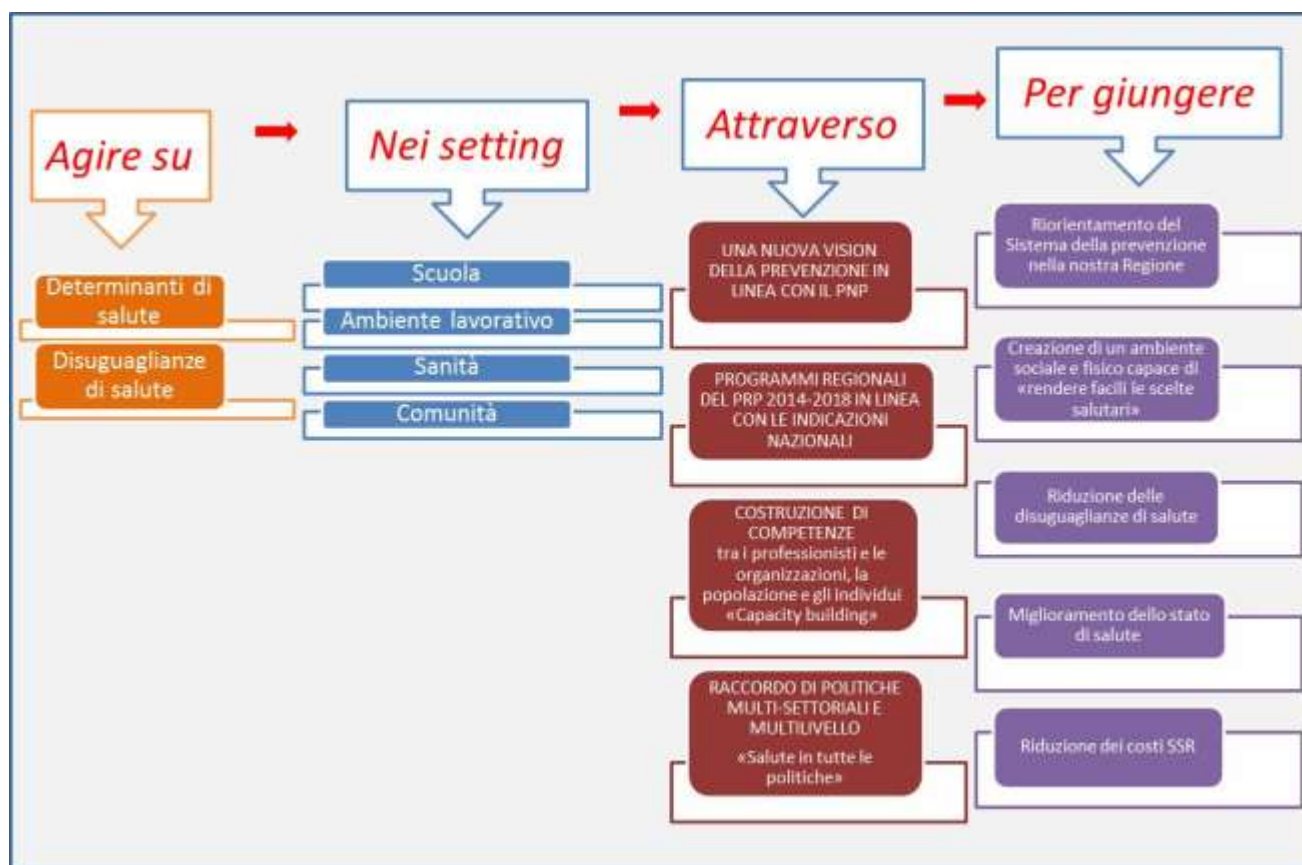 Agire su
Determinanti di
salute
Disuguaglianze
di salute
Nei setting
Scuola
Ambiente lavorativo
Sanità
Comunità
Attraverso
UNA NUOVA VISION
DELLA PREVENZIONE IN
LINEA CON IL PNP
PROGRAMMI REGIONALI
DEL PRP 2014-2018 IN LINEA
CON LE INDICAZIONI
NAZIONALI
COSTRUZIONE DI
COMPETENZE
tra i professionisti e le
organizzazioni, la
popolazione e gli individui
«Capacity building»
RACCORDO DI POLITICHE
MULTI-SETTORIALI E
MULTILIVELLO
«Salute in tutte le
politiche»
Per giungere
Riorientamento del
Sistema della prevenzione
nella nostra Regione
Creazione di un ambiente
sociale e fisico capace di
«rendere facili le scelte
salutari»
Riduzione delle
disuguaglianze di salute
Miglioramento dello stato
di salute
Riduzione dei costi SSR